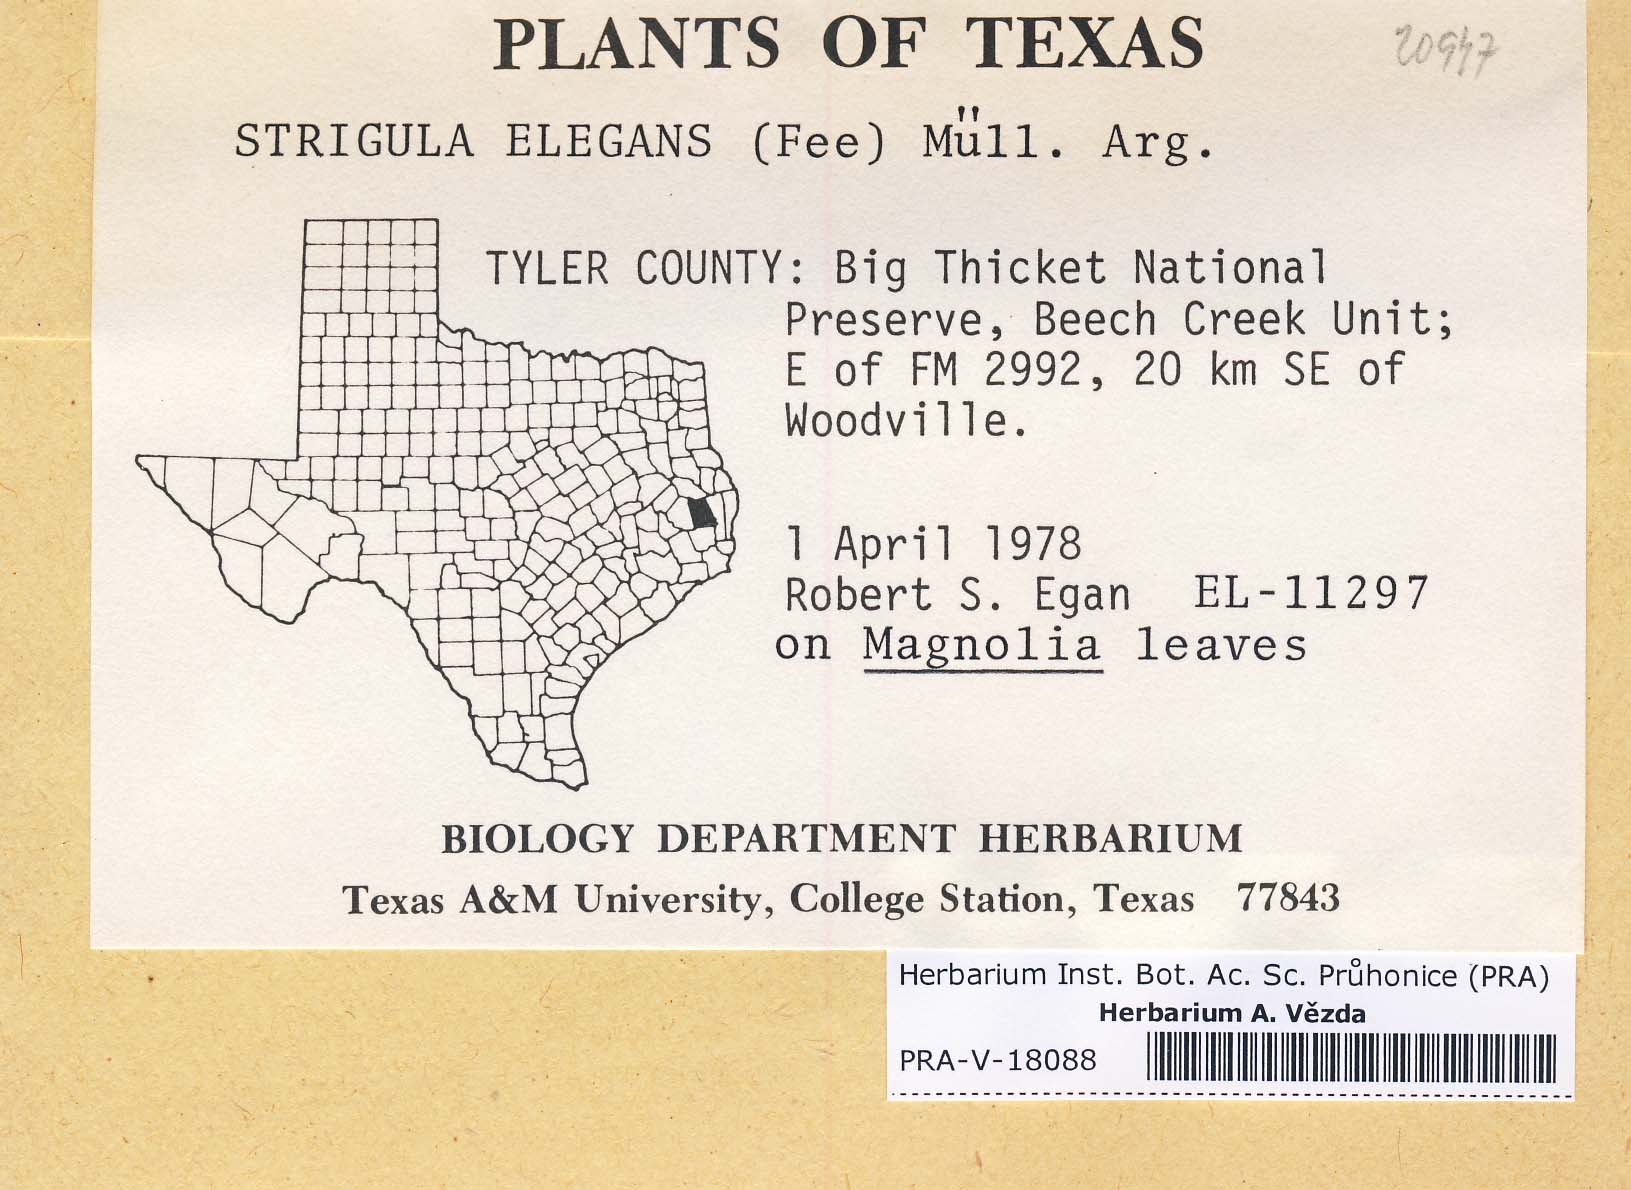 PLANTS OF TEXAS
20947
STRIGULA ELEGANS (Fee) Müll. Arg.
TYLER COUNTY: Big Thicket National
Preserve, Beech Creek Unit;
E of FM 2992, 20 km SE of
Woodville.
1 April 1978
Robert S. Egan EL-11297
on Magnolia leaves
BIOLOGY DEPARTMENT HERBARIUM
Texas A&M University, College Station, Texas 77843
Herbarium Inst. Bot. Ac. Sc. Průhonice (PRA)
Herbarium A. Vězda
PRA-V-18088